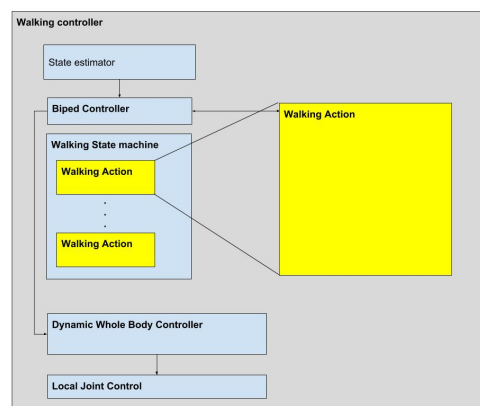 Walking controller
State estimator
Biped Controller
Walking Action
Walking State machine
Walking Action
.
.
.
Walking Action
Dynamic Whole Body Controller
Local Joint Control